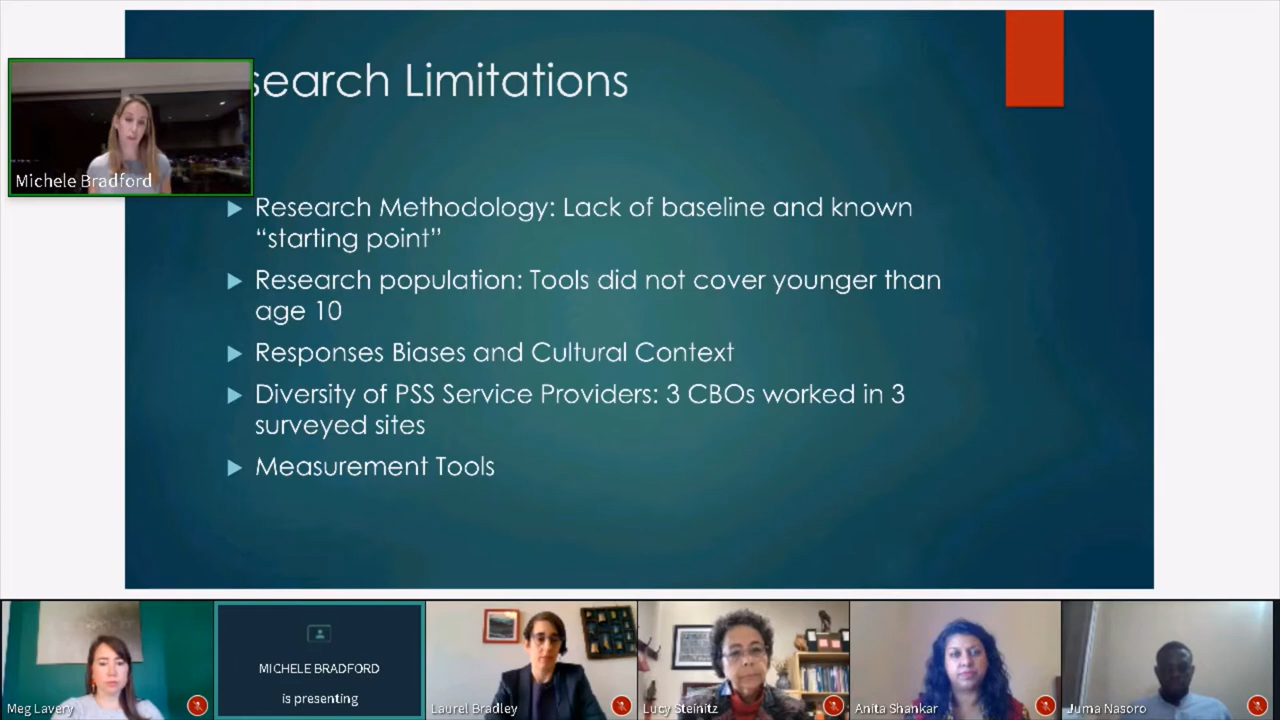 search Limitations
Michele Bradford
Research Methodology: Lack of baseline and known
“starting point”
Research population: Tools did not cover younger than
age 10
Responses Biases and Cultural Context
Diversity of PSS Service Providers: 3 CBOs worked in 3
surveyed sites
Measurement Tools
MICHELE BRADFORD
is presenting
Meg Lavery
Laurel Bradley
Lucy Steinitz
Anita Shankar
Juma Nasoro